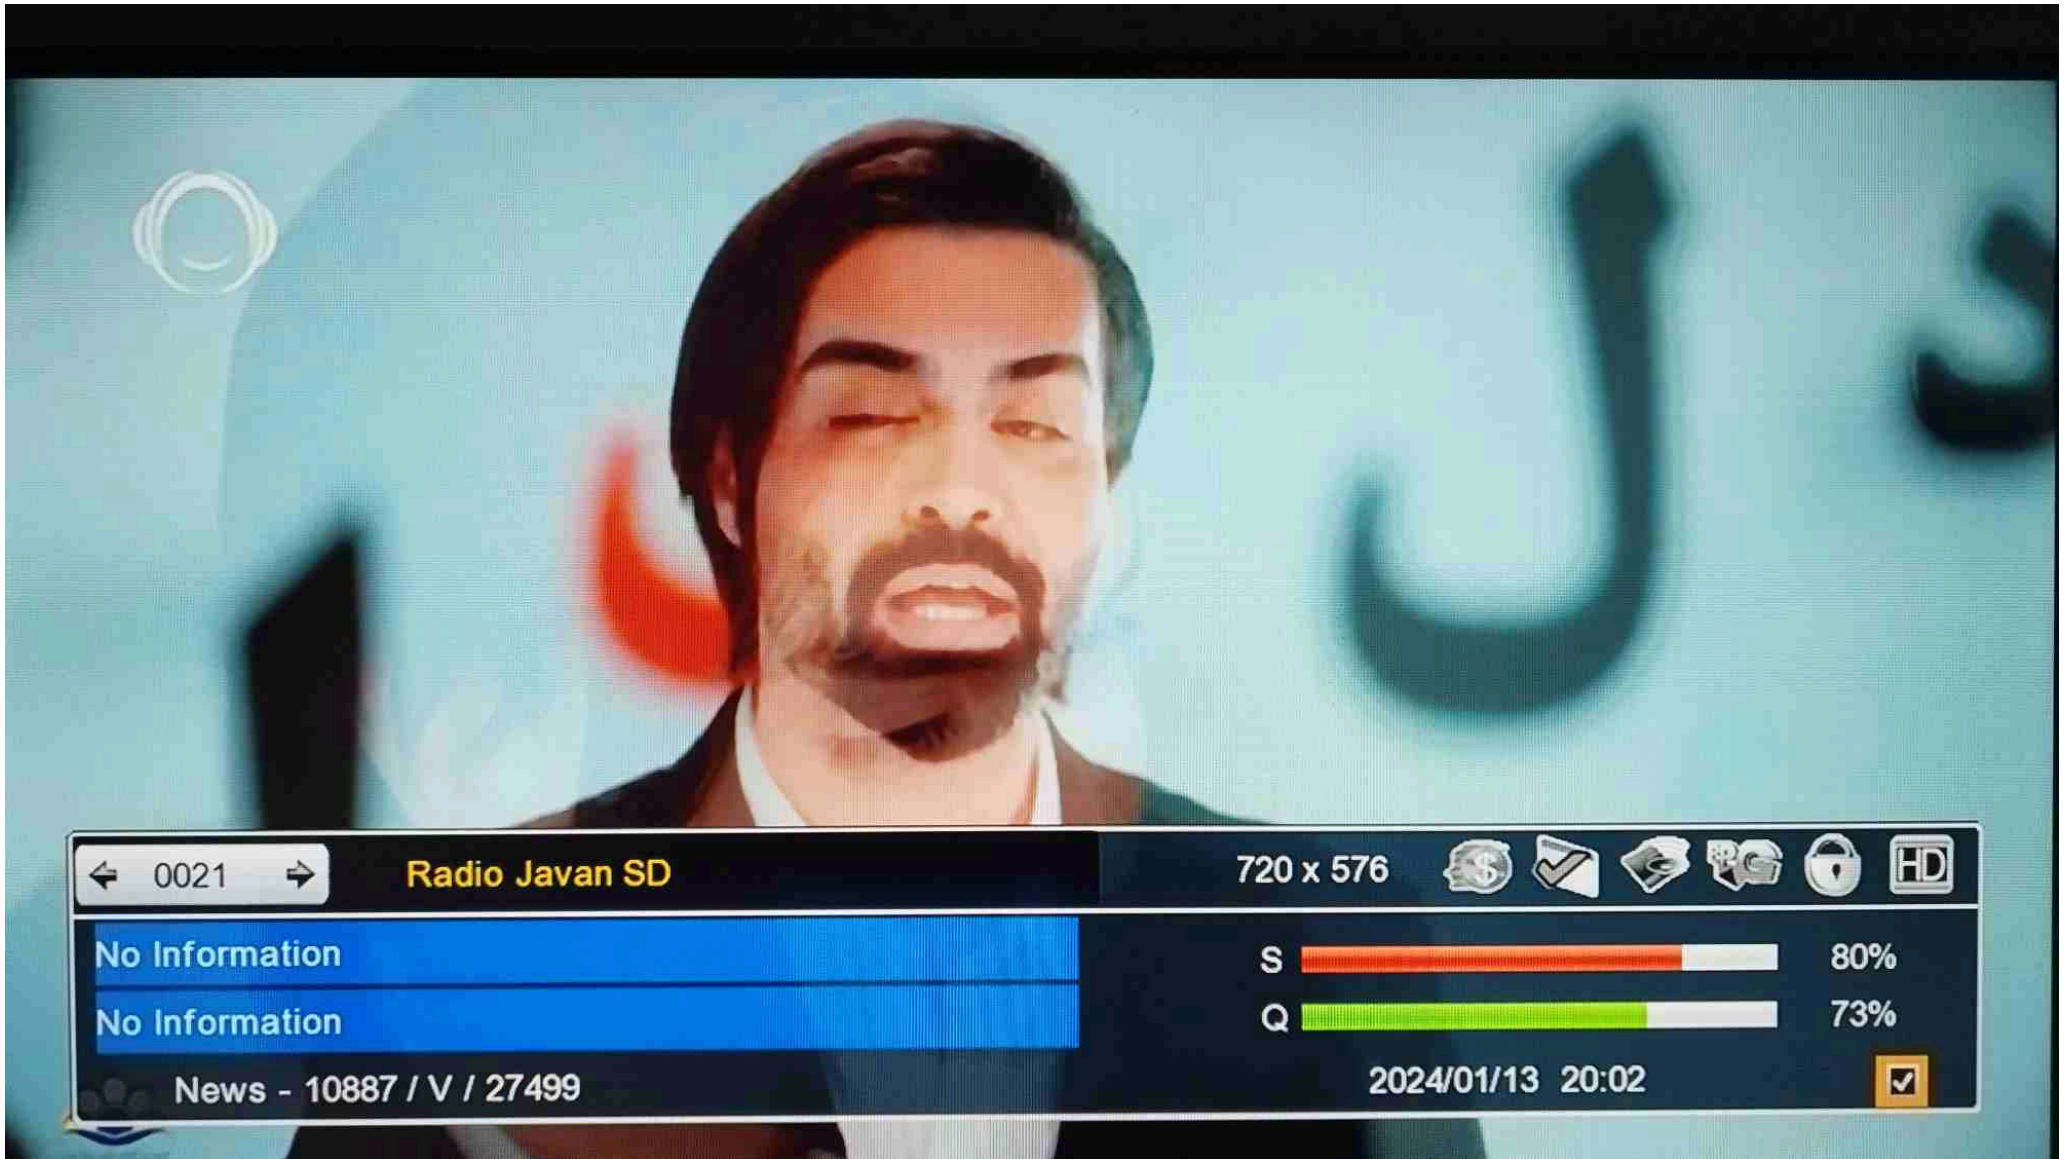 ل
0021 Radio Javan SD 720 x 576 HD
No Information
S 80%
No Information
Q 73%
News - 10887 / V / 27499 2024/01/13 20:02